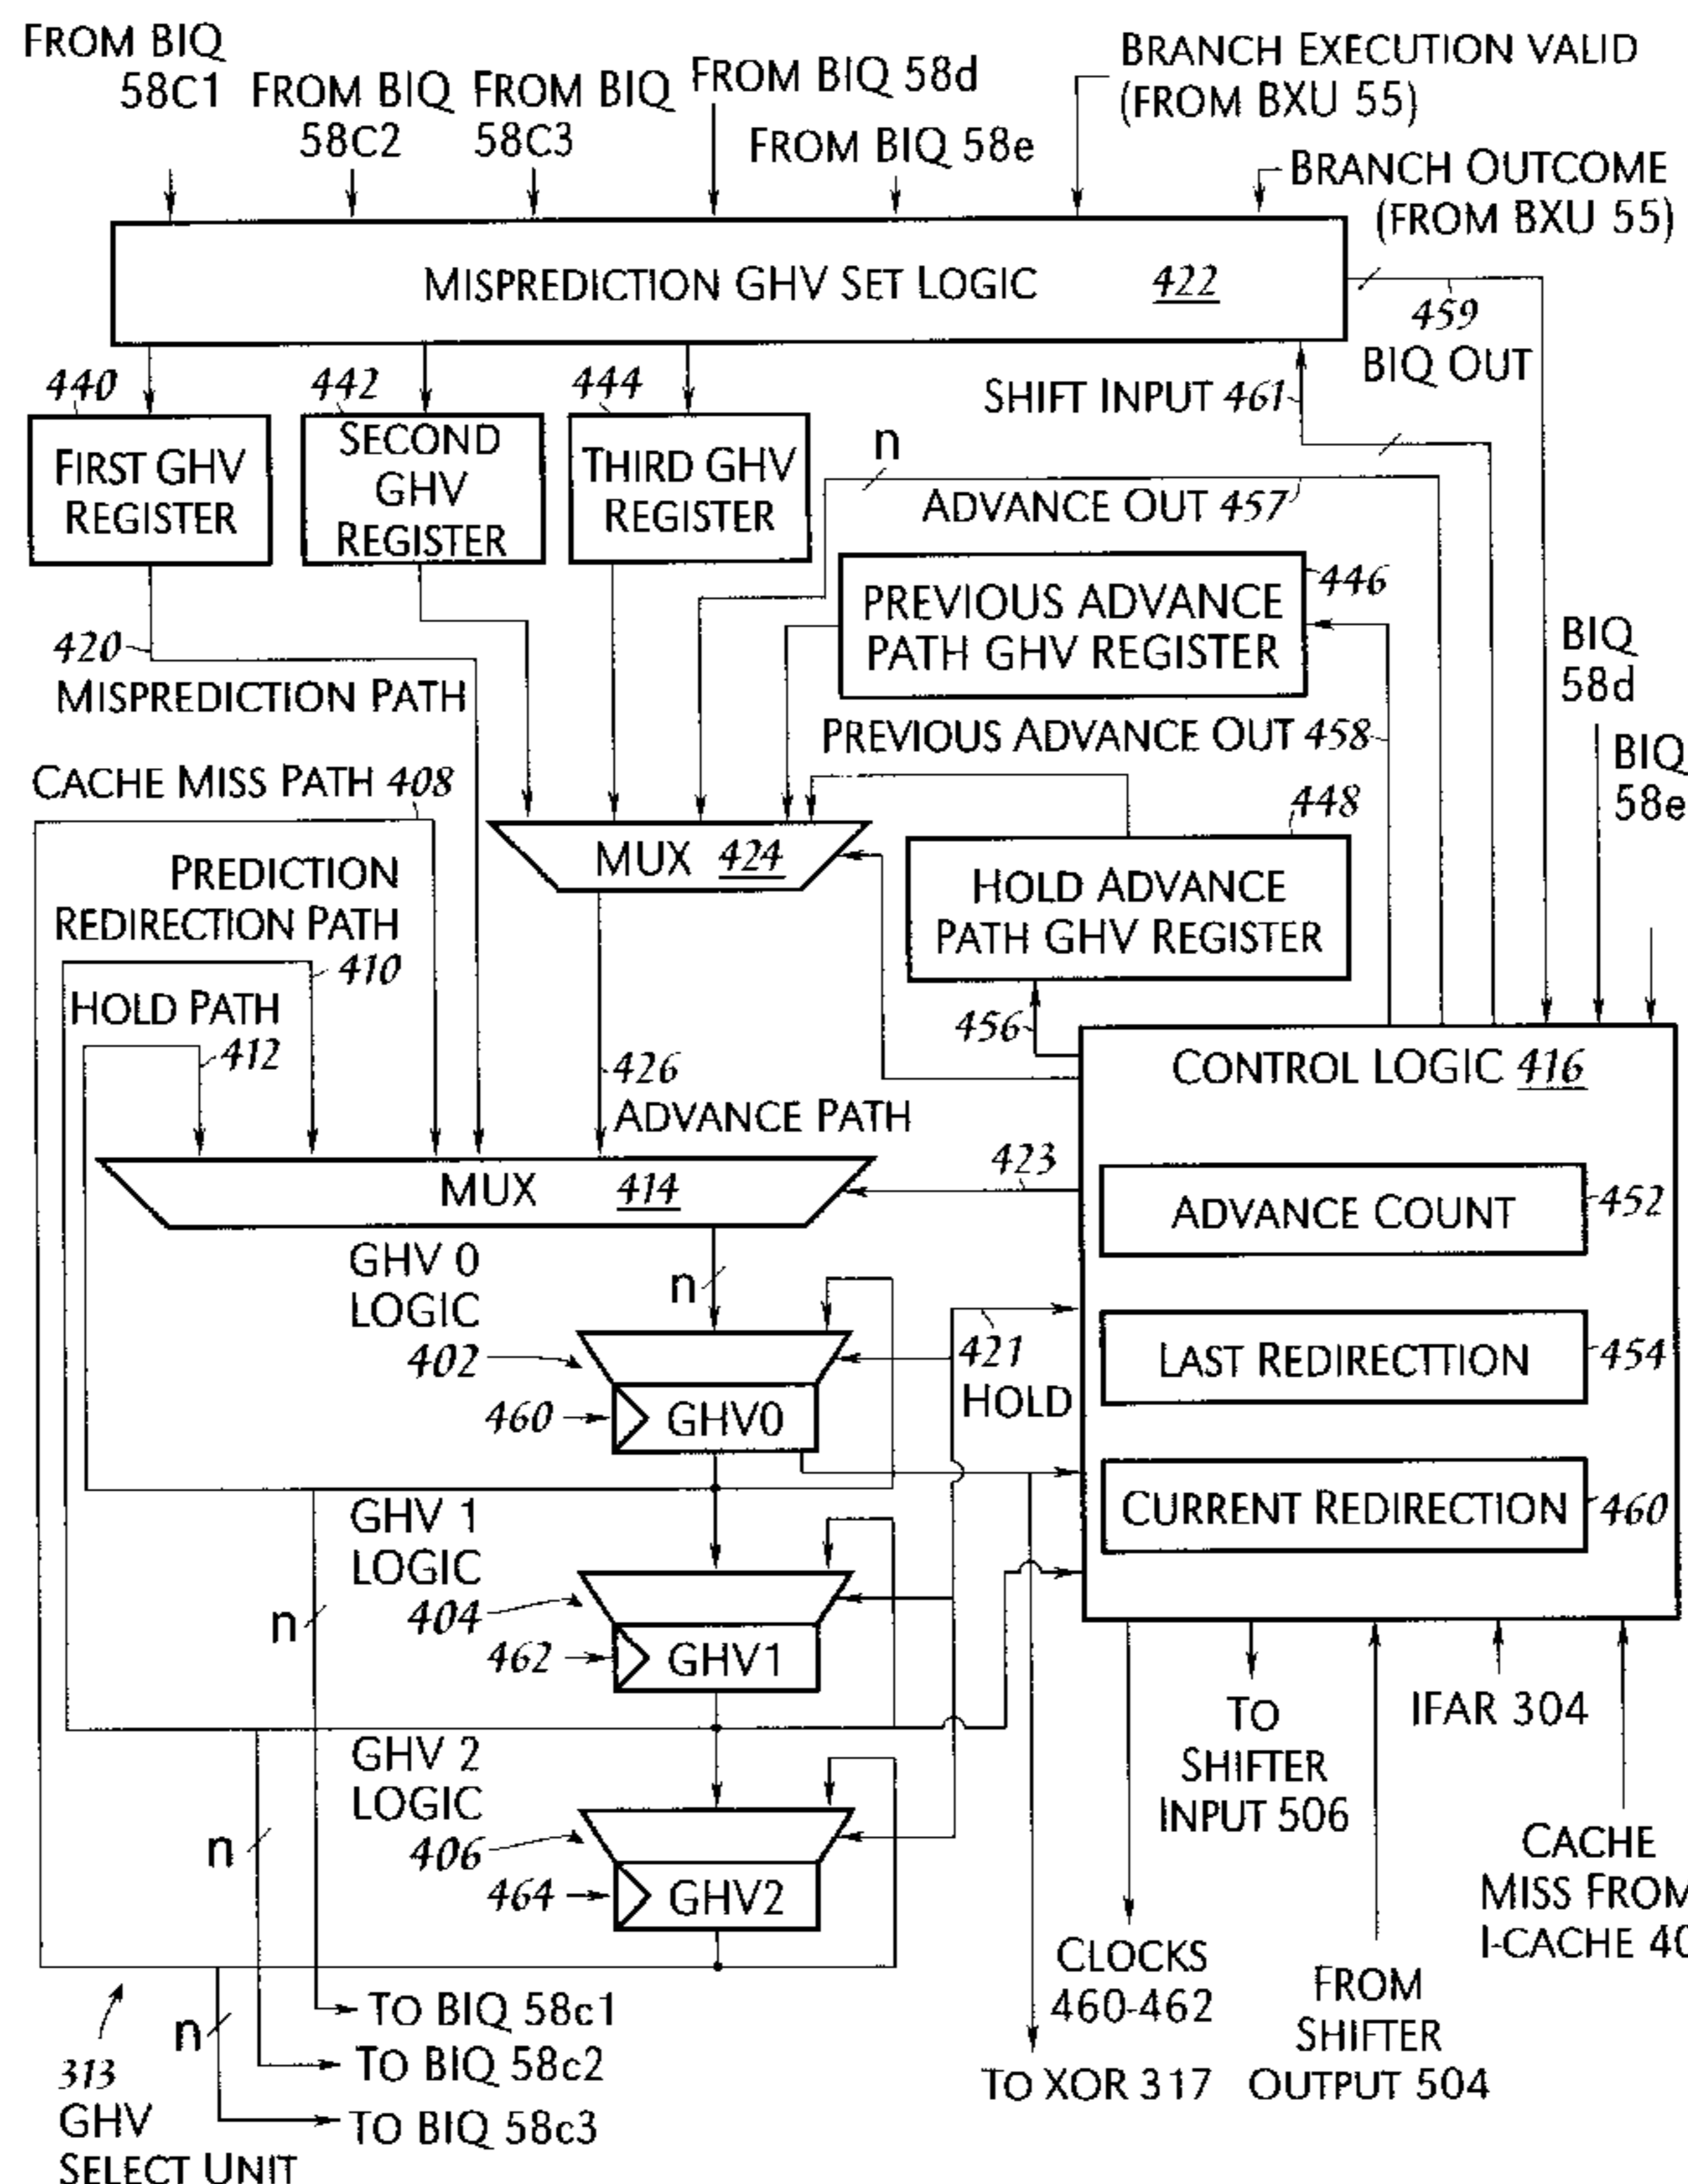 FROM BIQ
58C1
FROM BIQ
58C2
FROM BIQ
58C3
FROM BIQ 58d
FROM BIQ 58e
BRANCH EXECUTION VALID
(FROM BXU 55)
BRANCH OUTCOME
(FROM BXU 55)
MISPREDICTION GHV SET LOGIC 422
459
BIQ OUT
SHIFT INPUT 461
440
FIRST GHV
REGISTER
442
SECOND
GHV
REGISTER
444
THIRD GHV
REGISTER
n
ADVANCE OUT 457
446
PREVIOUS ADVANCE
PATH GHV REGISTER
BIQ
58d
BIQ
58e
420
MISPREDICTION PATH
PREVIOUS ADVANCE OUT 458
CACHE MISS PATH 408
448
MUX 424
HOLD ADVANCE
PATH GHV REGISTER
PREDICTION
REDIRECTION PATH
410
HOLD PATH
412
456
426
ADVANCE PATH
CONTROL LOGIC 416
423
MUX 414
ADVANCE COUNT
452
GHV 0
LOGIC
402
n
421
HOLD
LAST REDIRECTTION
454
460
GHV0
CURRENT REDIRECTION
460
GHV 1
LOGIC
404
n
462
GHV1
GHV 2
LOGIC
406
n
464
GHV2
TO
SHIFTER
INPUT 506
IFAR 304
CACHE
MISS FROM
I-CACHE 40
CLOCKS
460-462
FROM
SHIFTER
OUTPUT 504
TO XOR 317
n
TO BIQ 58c1
TO BIQ 58c2
TO BIQ 58c3
313
GHV
SELECT UNIT